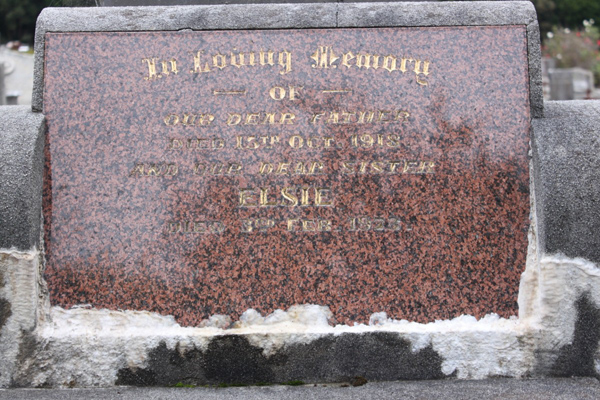 In Loving Memory
OF
OUR DEAR FATHER
DIED 15TH OCT. 1918
AND OUR DEAR SISTER
ELSIE
DIED FEB.